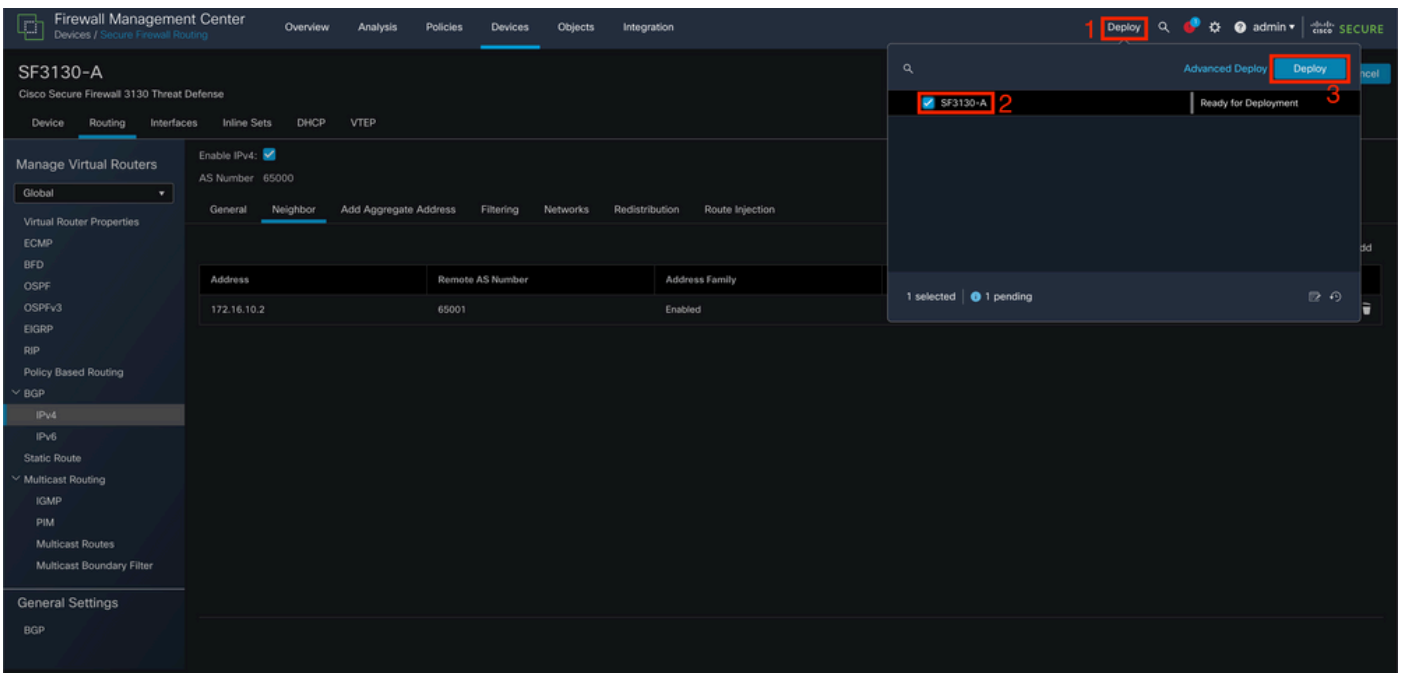 Firewall Management Center
Devices / Secure Firewall Routing
Overview Analysis Policies Devices Objects Integration
1 Deploy 1 admin cisco SECURE
SF3130-A
Cisco Secure Firewall 3130 Threat Defense
Advanced Deploy Deploy ncel
SF3130-A 2 Ready for Deployment 3
Device Routing Interfaces Inline Sets DHCP VTEP
Manage Virtual Routers
Global
Virtual Router Properties
ECMP
BFD
OSPF
OSPFv3
EIGRP
RIP
Policy Based Routing
BGP
IPv4
IPv6
Static Route
Multicast Routing
IGMP
PIM
Multicast Routes
Multicast Boundary Filter
General Settings
BGP
Enable IPv4:
AS Number 65000
General Neighbor Add Aggregate Address Filtering Networks Redistribution Route Injection
dd
Address Remote AS Number Address Family
172.16.10.2 65001 Enabled
1 selected 1 pending